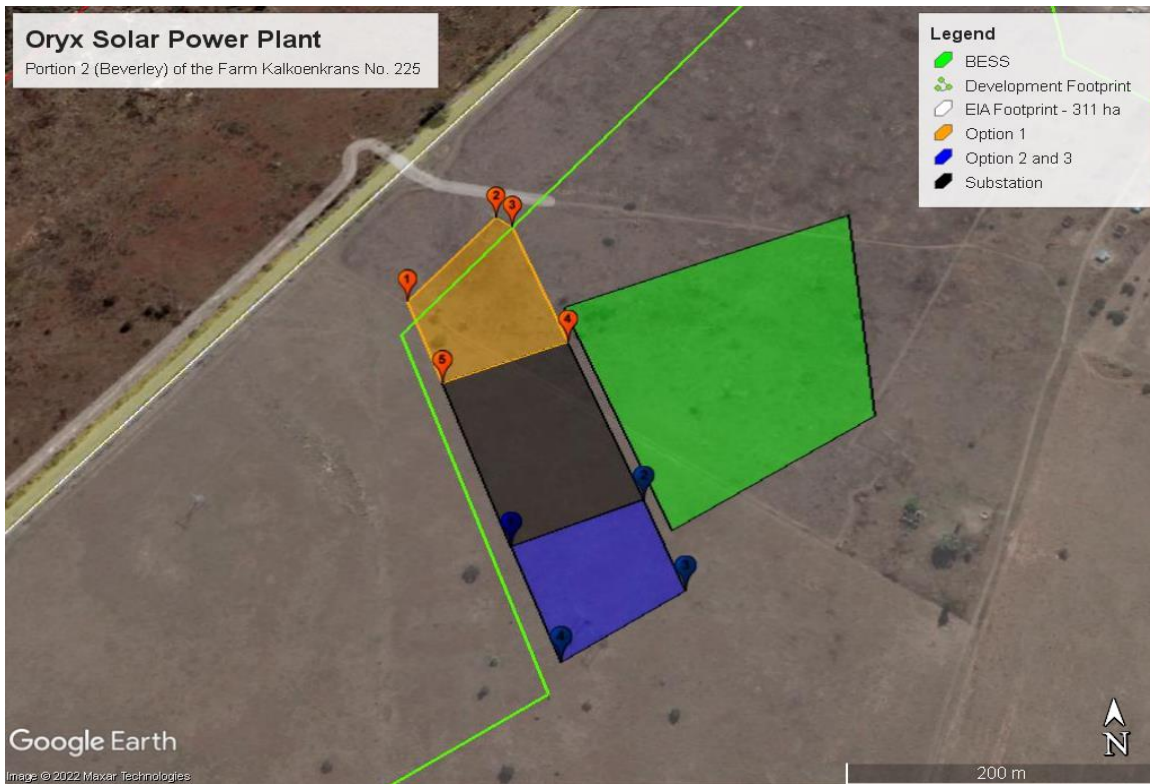 Oryx Solar Power Plant
Portion 2 (Beverley) of the Farm Kalkoenkrans No. 225
Legend
BESS
Development Footprint
EIA Footprint - 311 ha
Option 1
Option 2 and 3
Substation
2
3
1
4
5
2
3
4
Google Earth
Image © 2022 Maxar Technologies
N
200 m